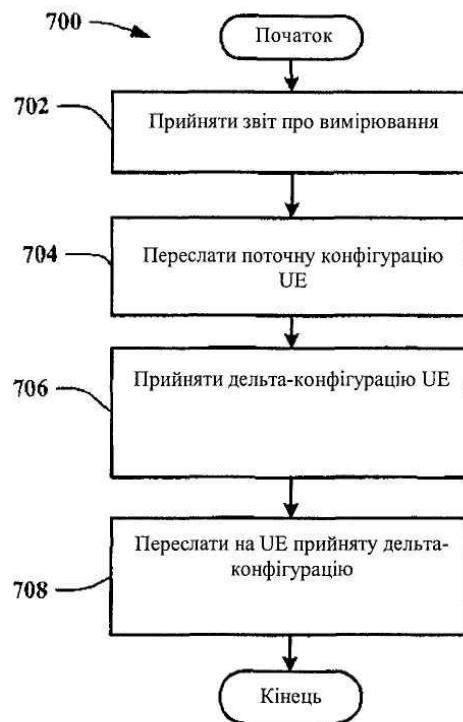 700
Початок
702
Прийняти звіт про вимірювання
704
Переслати поточну конфігурацію
UE
706
Прийняти дельта-конфігурацію UE
708
Переслати на UE прийняту дельта-
конфігурацію
Кінець